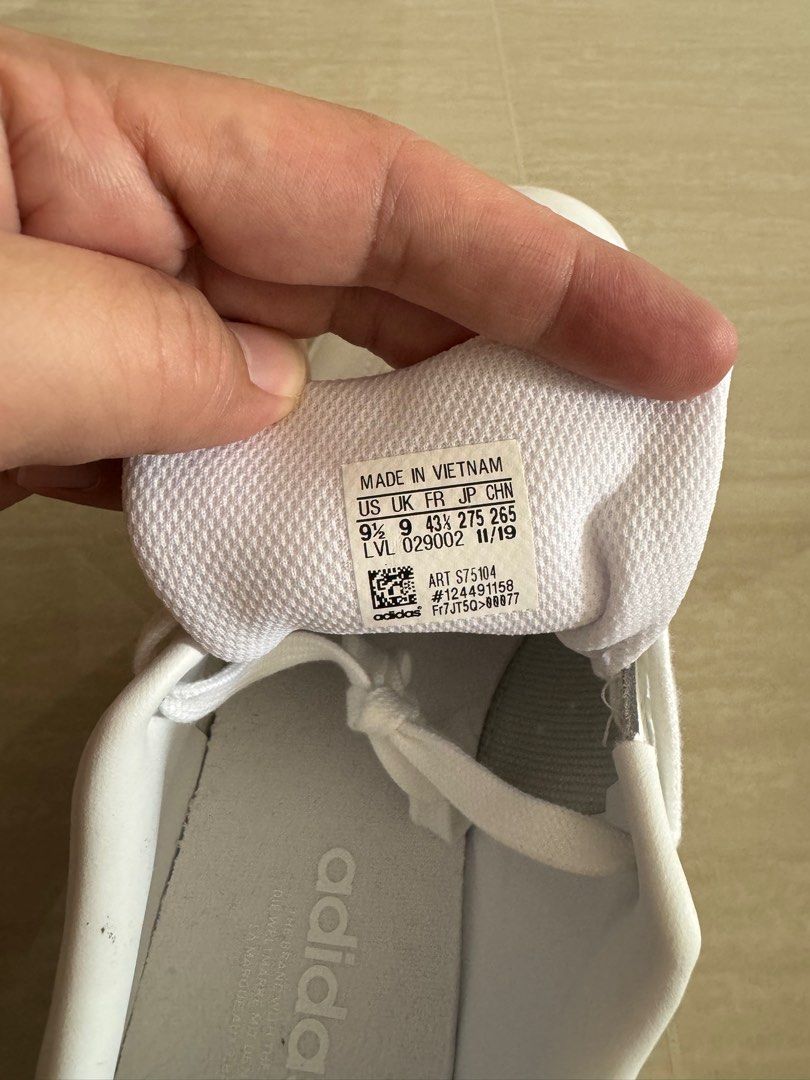 MADE IN VIETNAM
US UK FR JP CHN
9½ 9 43⅓ 275 265
LVL 029002 11/19
ART S75104
#124491158
Fr7JT5Q>00077
adidas
adidas